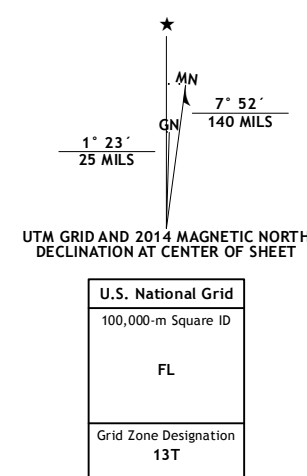 ★
MN
GN
7° 52´
140 MILS
1° 23´
25 MILS
UTM GRID AND 2014 MAGNETIC NORTH
DECLINATION AT CENTER OF SHEET
U.S. National Grid
100,000-m Square ID
FL
Grid Zone Designation
13T